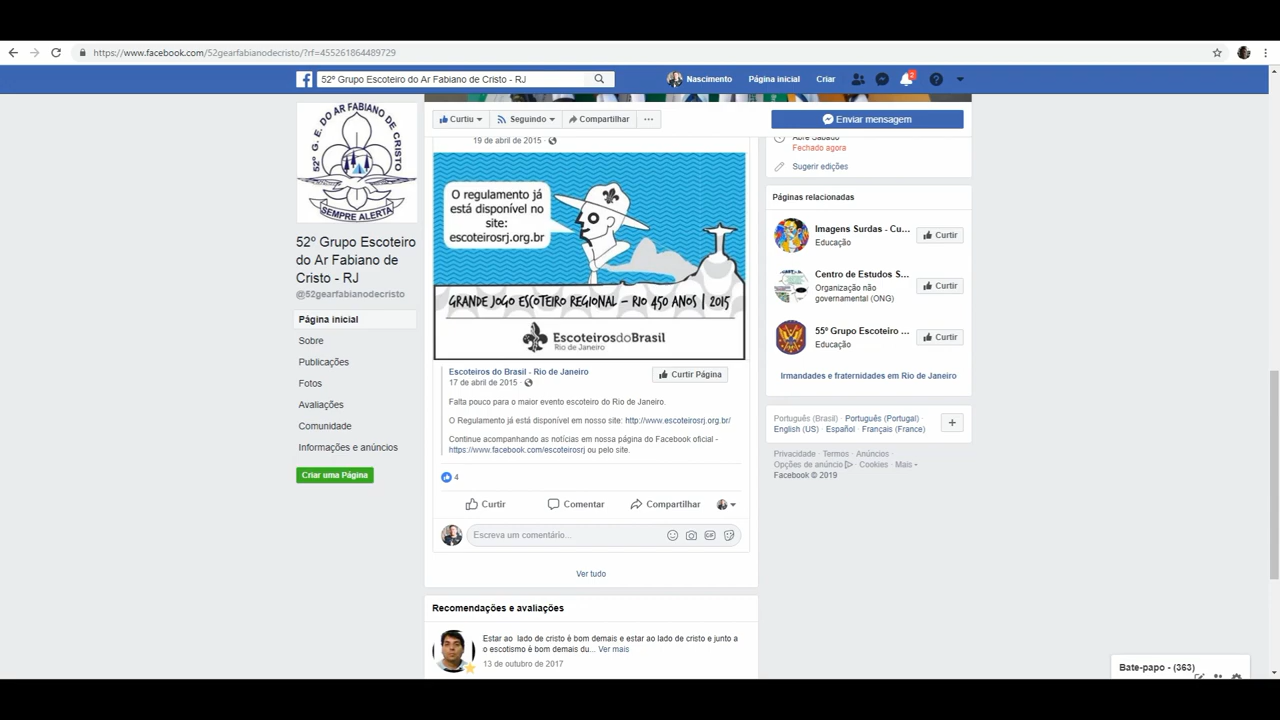 https://www.facebook.com/52gearfabianodecristo/?rf=455261864489729
52º Grupo Escoteiro do Ar Fabiano de Cristo - RJ
Nascimento
Página inicial
Criar
2
52º G. E. DO AR FABIANO DE CRISTO
SEMPRE ALERTA
52º Grupo Escoteiro
do Ar Fabiano de
Cristo - RJ
@52gearfabianodecristo
Página inicial
Sobre
Publicações
Fotos
Avaliações
Comunidade
Informações e anúncios
Criar uma Página
Curtiu
Seguindo
Compartilhar
19 de abril de 2015 ·
O regulamento já
está disponível no
site:
escoteirosrj.org.br
GRANDE JOGO ESCOTEIRO REGIONAL – RIO 450 ANOS | 2015
EscoteirosdoBrasil
Rio de Janeiro
Escoteiros do Brasil - Rio de Janeiro
17 de abril de 2015 ·
Curtir Página
Falta pouco para o maior evento escoteiro do Rio de Janeiro.
O Regulamento já está disponível em nosso site: http://www.escoteirosrj.org.br/
Continue acompanhando as notícias em nossa página do Facebook oficial -
https://www.facebook.com/escoteirosrj ou pelo site.
4
Curtir
Comentar
Compartilhar
Escreva um comentário...
GIF
Ver tudo
Recomendações e avaliações
Estar ao lado de cristo é bom demais e estar ao lado de cristo e junto a
o escotismo é bom demais du... Ver mais
13 de outubro de 2017
Enviar mensagem
Abre Sábado
Fechado agora
Sugerir edições
Páginas relacionadas
Imagens Surdas - Cu...
Educação
Curtir
Centro de Estudos S...
Organização não
governamental (ONG)
Curtir
55º Grupo Escoteiro ...
Educação
Curtir
Irmandades e fraternidades em Rio de Janeiro
Português (Brasil) · Português (Portugal) ·
English (US) · Español · Français (France)
Privacidade · Termos · Anúncios ·
Opções de anúncio · Cookies · Mais
Facebook © 2019
Bate-papo - (363)